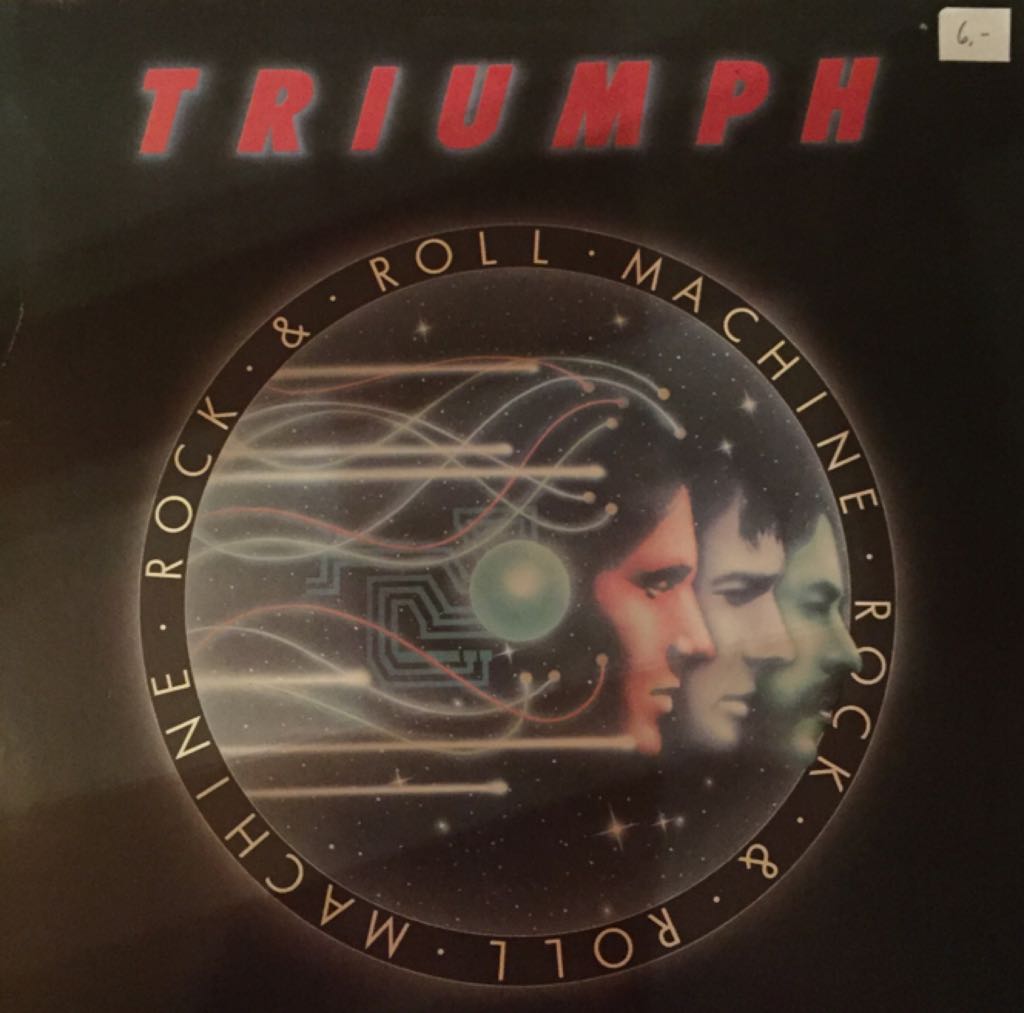 6,-
TRIUMPH
ROCK · & · ROLL · MACHINE · ROCK · & · ROLL · MACHINE ·